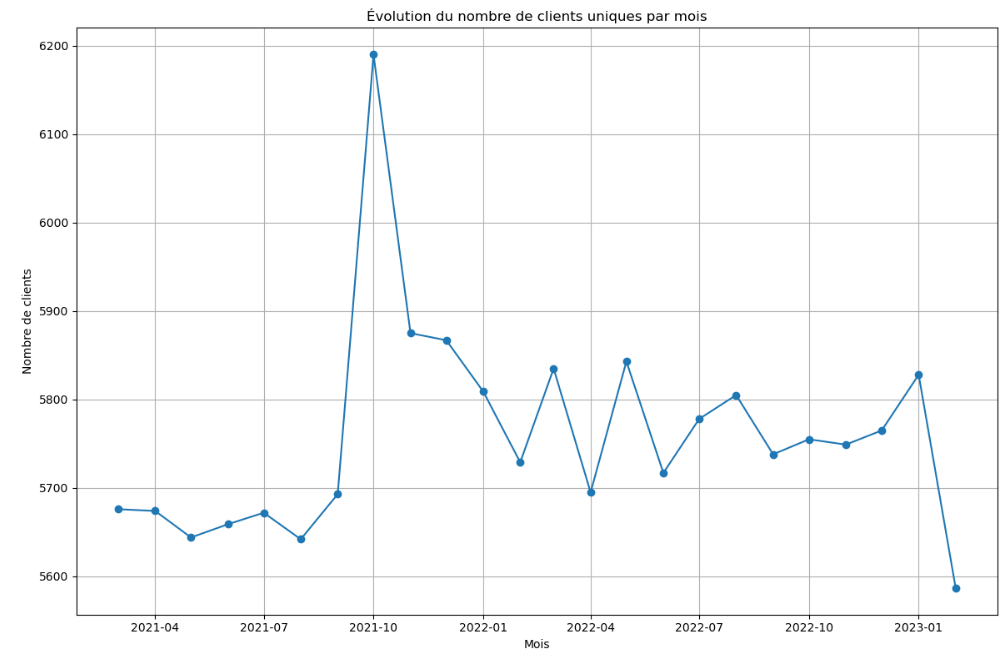 Évolution du nombre de clients uniques par mois
6200
6100
6000
5900
5800
5700
5600
Nombre de clients
2021-04 2021-07 2021-10 2022-01 2022-04 2022-07 2022-10 2023-01
Mois